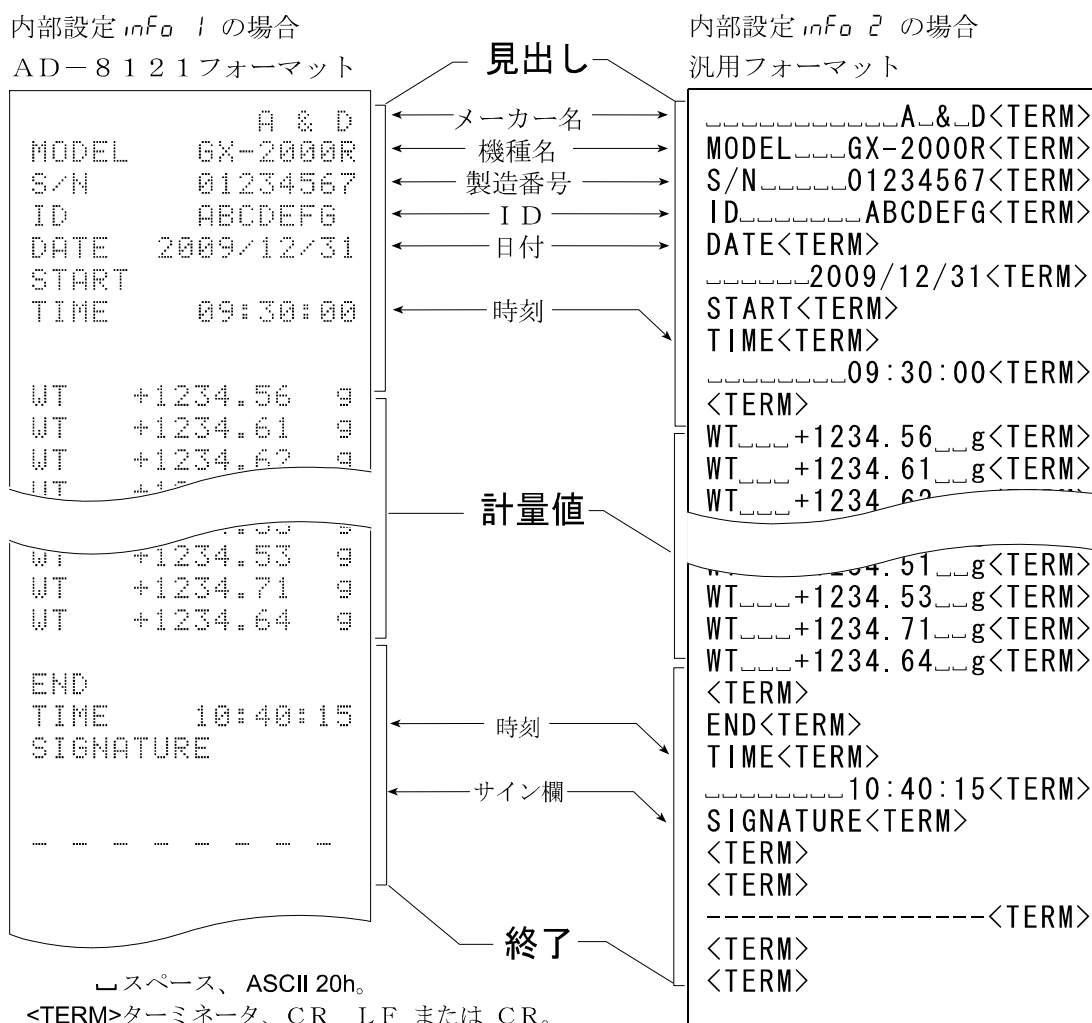 内部設定 info 1 の場合
AD－8121フォーマット
A & D
MODEL GX-2000R
S/N 01234567
ID ABCDEFG
DATE 2009/12/31
START
TIME 09:30:00
WT +1234.56 g
WT +1234.61 g
WT +1234.62 g
WT
+1234.53 g
WT +1234.71 g
WT +1234.64 g
END
TIME 10:40:15
SIGNATURE
_ _ _ _ _ _ _ _
見出し
メーカー名
機種名
製造番号
ID
日付
時刻
計量値
時刻
サイン欄
終了
内部設定 info 2 の場合
汎用フォーマット
␣␣␣␣␣␣␣␣␣␣␣A␣&␣D<TERM>
MODEL␣␣␣GX-2000R<TERM>
S/N␣␣␣␣␣01234567<TERM>
ID␣␣␣␣␣␣␣ABCDEFG<TERM>
DATE<TERM>
␣␣␣␣␣␣2009/12/31<TERM>
START<TERM>
TIME<TERM>
␣␣␣␣␣␣␣␣09:30:00<TERM>
<TERM>
WT␣␣␣+1234.56␣␣g<TERM>
WT␣␣␣+1234.61␣␣g<TERM>
WT␣␣␣+1234.62
51␣␣g<TERM>
WT␣␣␣+1234.53␣␣g<TERM>
WT␣␣␣+1234.71␣␣g<TERM>
WT␣␣␣+1234.64␣␣g<TERM>
<TERM>
END<TERM>
TIME<TERM>
␣␣␣␣␣␣␣␣10:40:15<TERM>
SIGNATURE<TERM>
<TERM>
<TERM>
----------------<TERM>
<TERM>
<TERM>
␣スペース、ASCII 20h。
<TERM>ターミネータ、CR LF または CR。